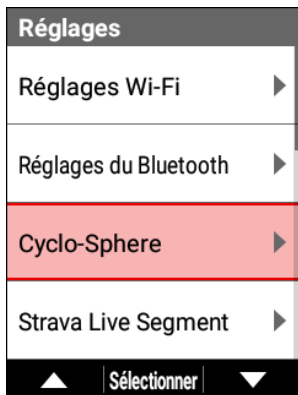 Réglages
Réglages Wi-Fi
Réglages du Bluetooth
Cyclo-Sphere
Strava Live Segment
Sélectionner